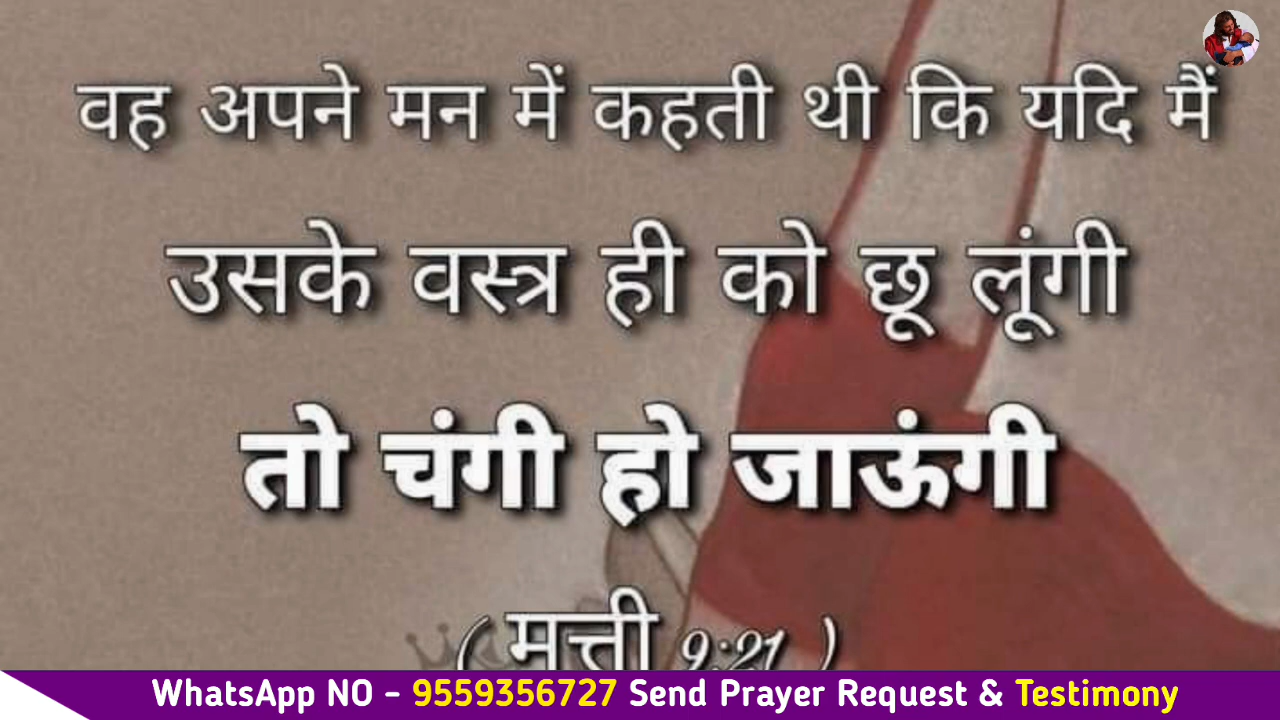 वह अपने मन में कहती थी कि यदि मैं
उसके वस्त्र ही को छू लूंगी
तो चंगी हो जाऊंगी
( मत्ती 9:21 )
WhatsApp NO - 9559356727 Send Prayer Request & Testimony